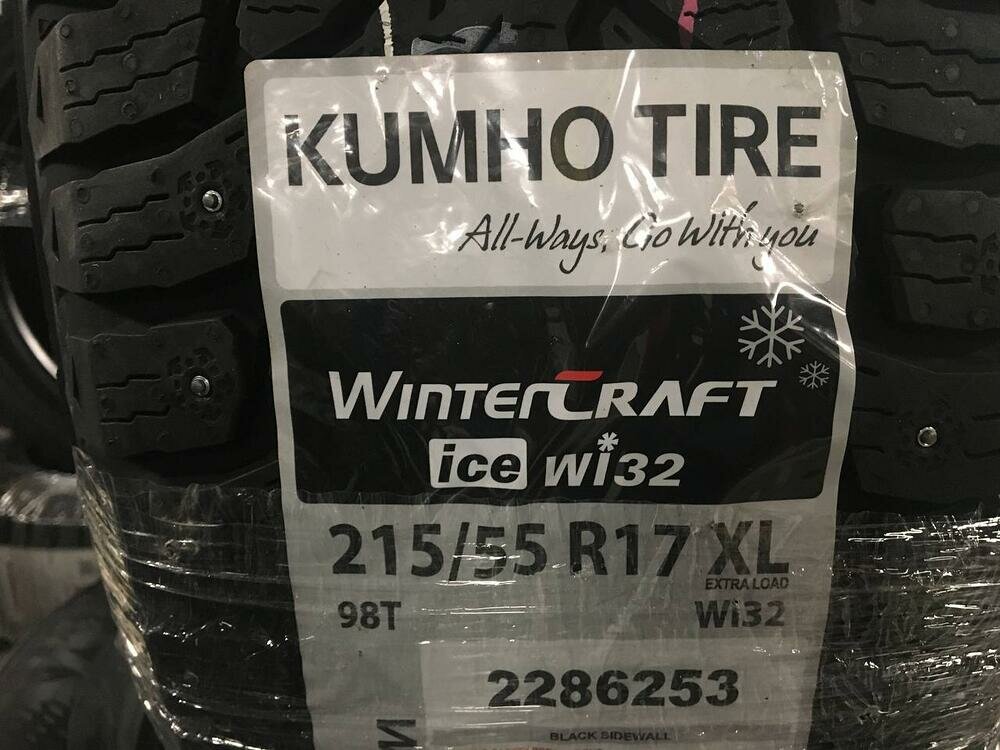 KUMHO TIRE
All-Ways, Go With you
WINTERCRAFT
ice wi32
215/55 R17 XL
EXTRA LOAD
98T Wi32
2286253
BLACK SIDEWALL